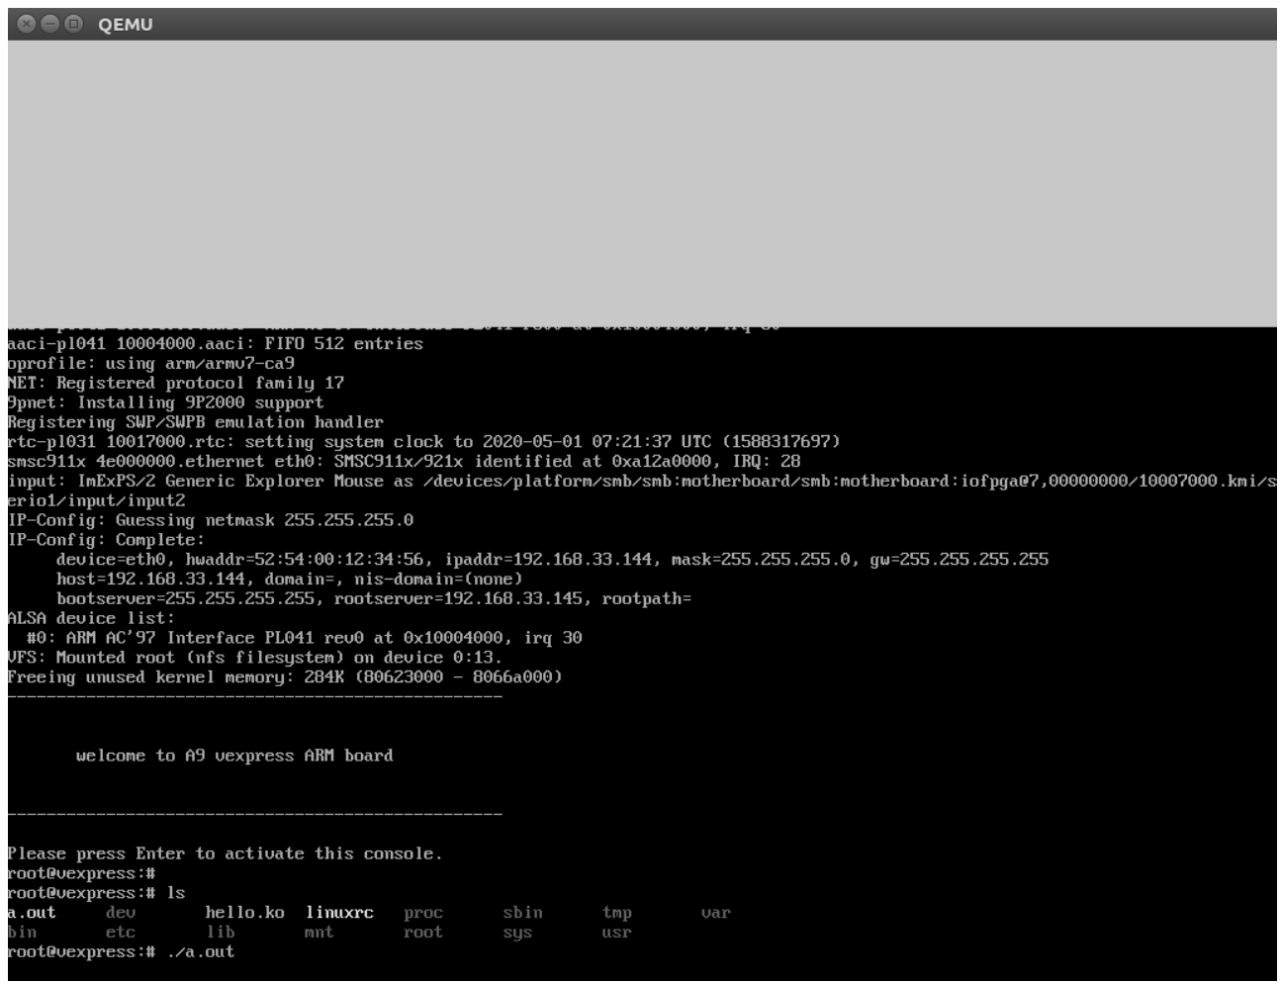 QEMU
aaci-pl041 10004000.aaci: FIFO 512 entries
oprofile: using arm/armv7-ca9
NET: Registered protocol family 17
9pnet: Installing 9P2000 support
Registering SWP/SWPB emulation handler
rtc-pl031 10017000.rtc: setting system clock to 2020-05-01 07:21:37 UTC (1588317697)
smsc911x 4e000000.ethernet eth0: SMSC911x/921x identified at 0xa12a0000, IRQ: 28
input: ImExPS/2 Generic Explorer Mouse as /devices/platform/smb/smb:motherboard/smb:motherboard:iofpga@7,00000000/10007000.kmi/s
erio1/input/input2
IP-Config: Guessing netmask 255.255.255.0
IP-Config: Complete:
     device=eth0, hwaddr=52:54:00:12:34:56, ipaddr=192.168.33.144, mask=255.255.255.0, gw=255.255.255.255
     host=192.168.33.144, domain=, nis-domain=(none)
     bootserver=255.255.255.255, rootserver=192.168.33.145, rootpath=
ALSA device list:
  #0: ARM AC'97 Interface PL041 rev0 at 0x10004000, irq 30
VFS: Mounted root (nfs filesystem) on device 0:13.
Freeing unused kernel memory: 284K (80623000 - 8066a000)
--------------------------------------------------
       welcome to A9 vexpress ARM board
--------------------------------------------------
Please press Enter to activate this console.
root@vexpress:#
root@vexpress:# ls
a.out     dev       hello.ko  linuxrc   proc      sbin      tmp       var
bin       etc       lib       mnt       root      sys       usr
root@vexpress:# ./a.out